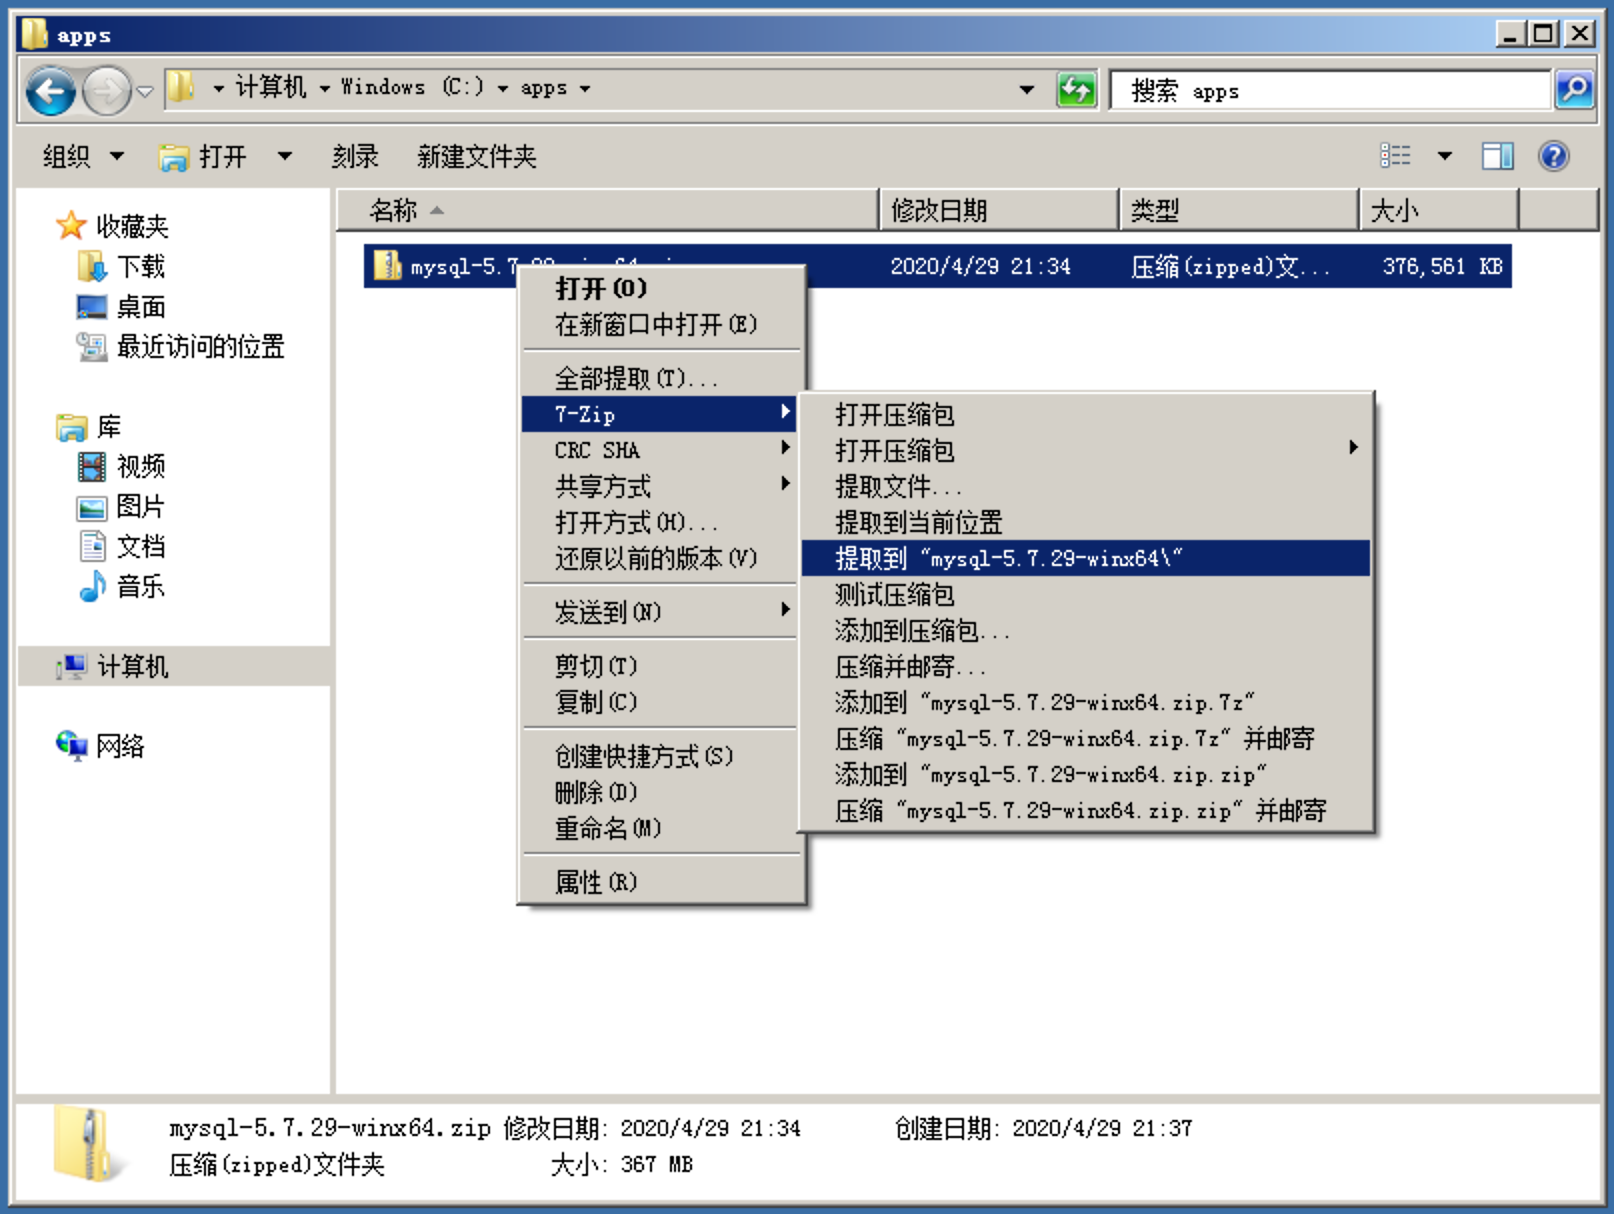 apps
计算机 Windows (C:) apps
搜索 apps
组织 打开 刻录 新建文件夹
名称 修改日期 类型 大小
收藏夹
下载
桌面
最近访问的位置
库
视频
图片
文档
音乐
计算机
网络
mysql-5.7 2020/4/29 21:34 压缩(zipped)文... 376,561 KB
打开(O)
在新窗口中打开(E)
全部提取(T)...
7-Zip
CRC SHA
共享方式
打开方式(H)...
还原以前的版本(V)
发送到(N)
剪切(T)
复制(C)
创建快捷方式(S)
删除(D)
重命名(M)
属性(R)
打开压缩包
打开压缩包
提取文件...
提取到当前位置
提取到 "mysql-5.7.29-winx64\"
测试压缩包
添加到压缩包...
压缩并邮寄...
添加到 "mysql-5.7.29-winx64.zip.7z"
压缩 "mysql-5.7.29-winx64.zip.7z" 并邮寄
添加到 "mysql-5.7.29-winx64.zip.zip"
压缩 "mysql-5.7.29-winx64.zip.zip" 并邮寄
mysql-5.7.29-winx64.zip 修改日期: 2020/4/29 21:34 创建日期: 2020/4/29 21:37
压缩(zipped)文件夹 大小: 367 MB